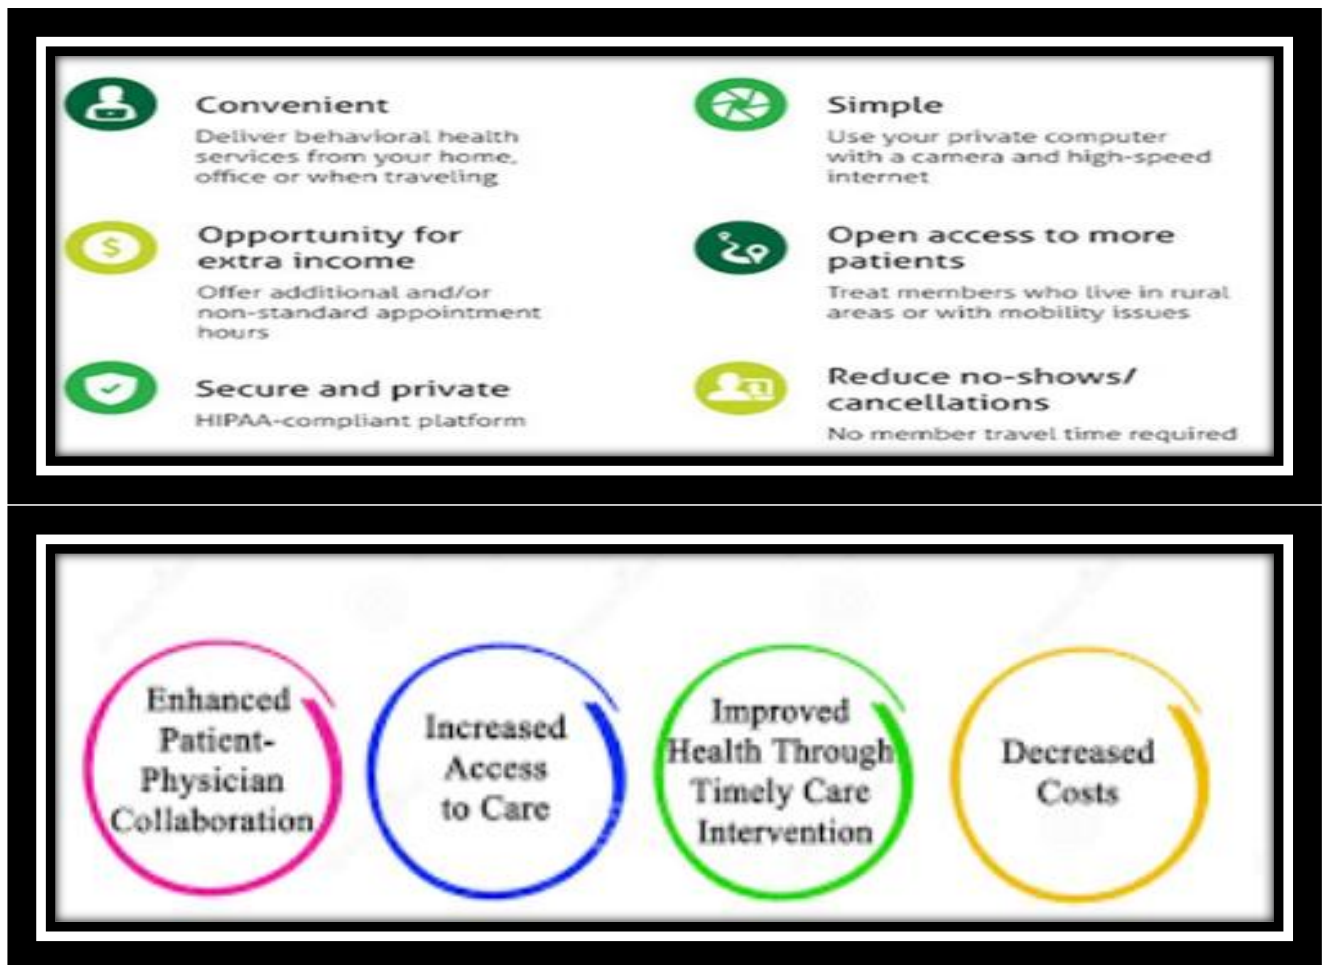 Convenient
Deliver behavioral health
services from your home,
office or when traveling
Simple
Use your private computer
with a camera and high-speed
internet
$
Opportunity for
extra income
Offer additional and/or
non-standard appointment
hours
Open access to more
patients
Treat members who live in rural
areas or with mobility issues
Secure and private
HIPAA-compliant platform
Reduce no-shows/
cancellations
No member travel time required
Enhanced
Patient-
Physician
Collaboration
Increased
Access
to Care
Improved
Health Through
Timely Care
Intervention
Decreased
Costs